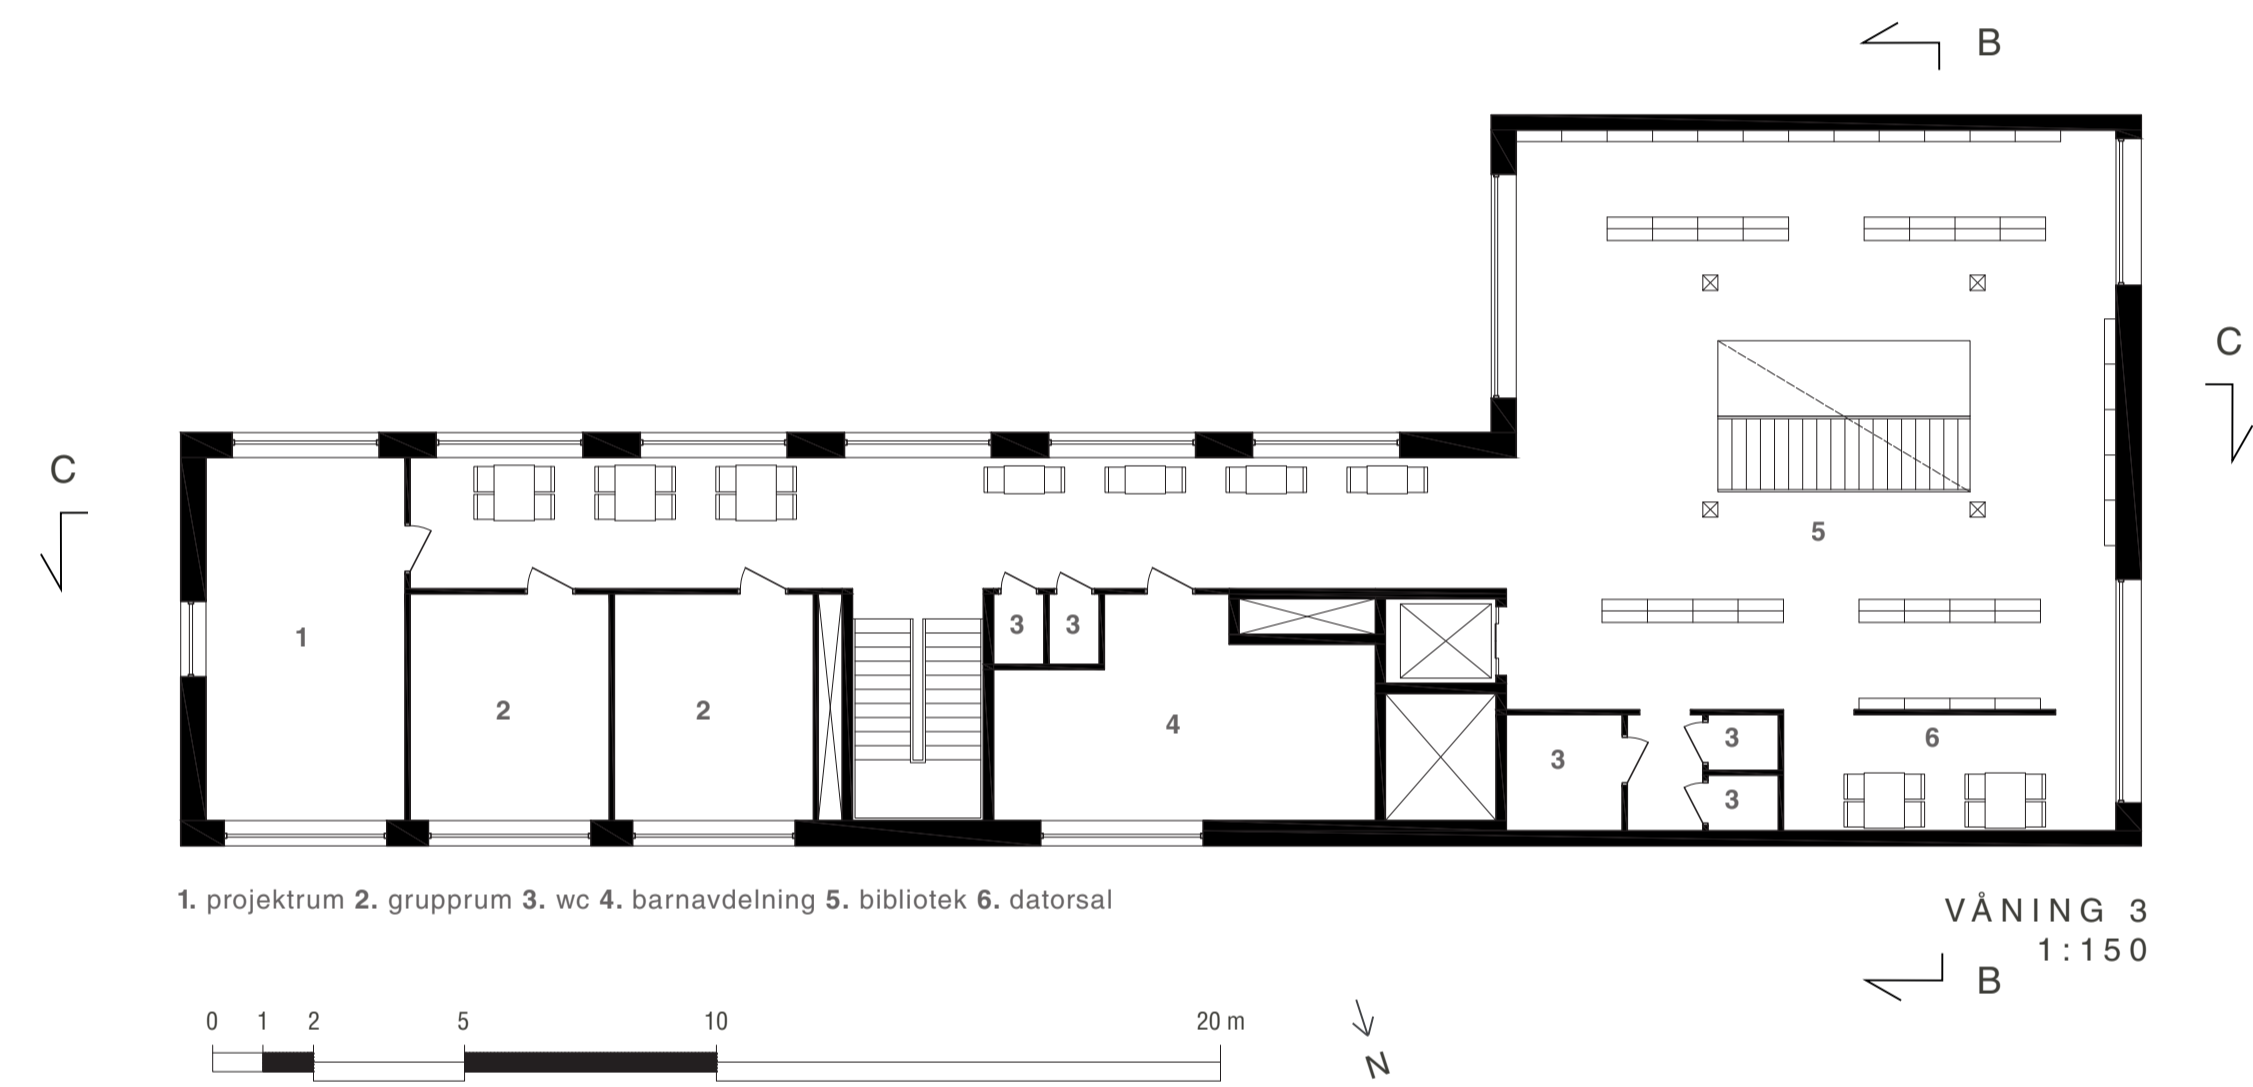 B
C
C
5
1
3 3
2 2
4
3
3
6
3
1. projektrum 2. grupprum 3. wc 4. barnavdelning 5. bibliotek 6. datorsal
VÅNING 3
1:150
B
0 1 2 5 10 20 m
N